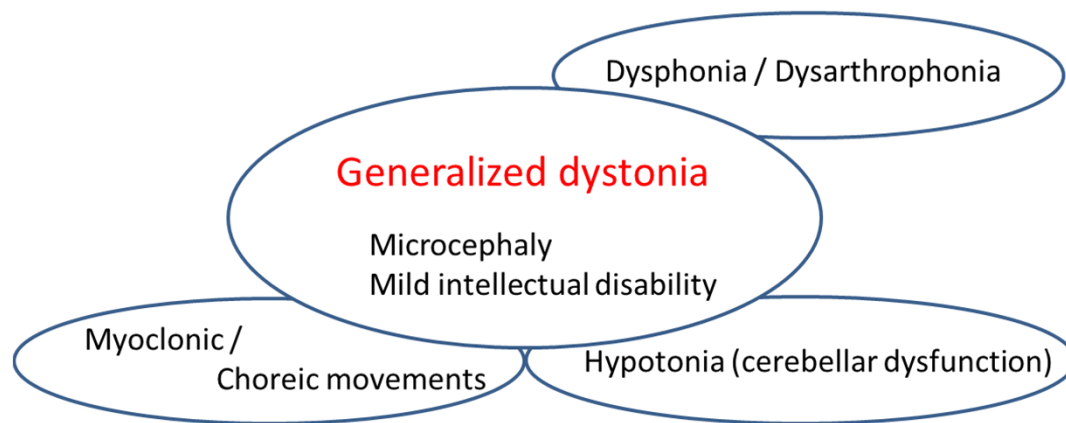 Dysphonia / Dysarthrophonia
Generalized dystonia
Microcephaly
Mild intellectual disability
Myoclonic /
Choreic movements
Hypotonia (cerebellar dysfunction)